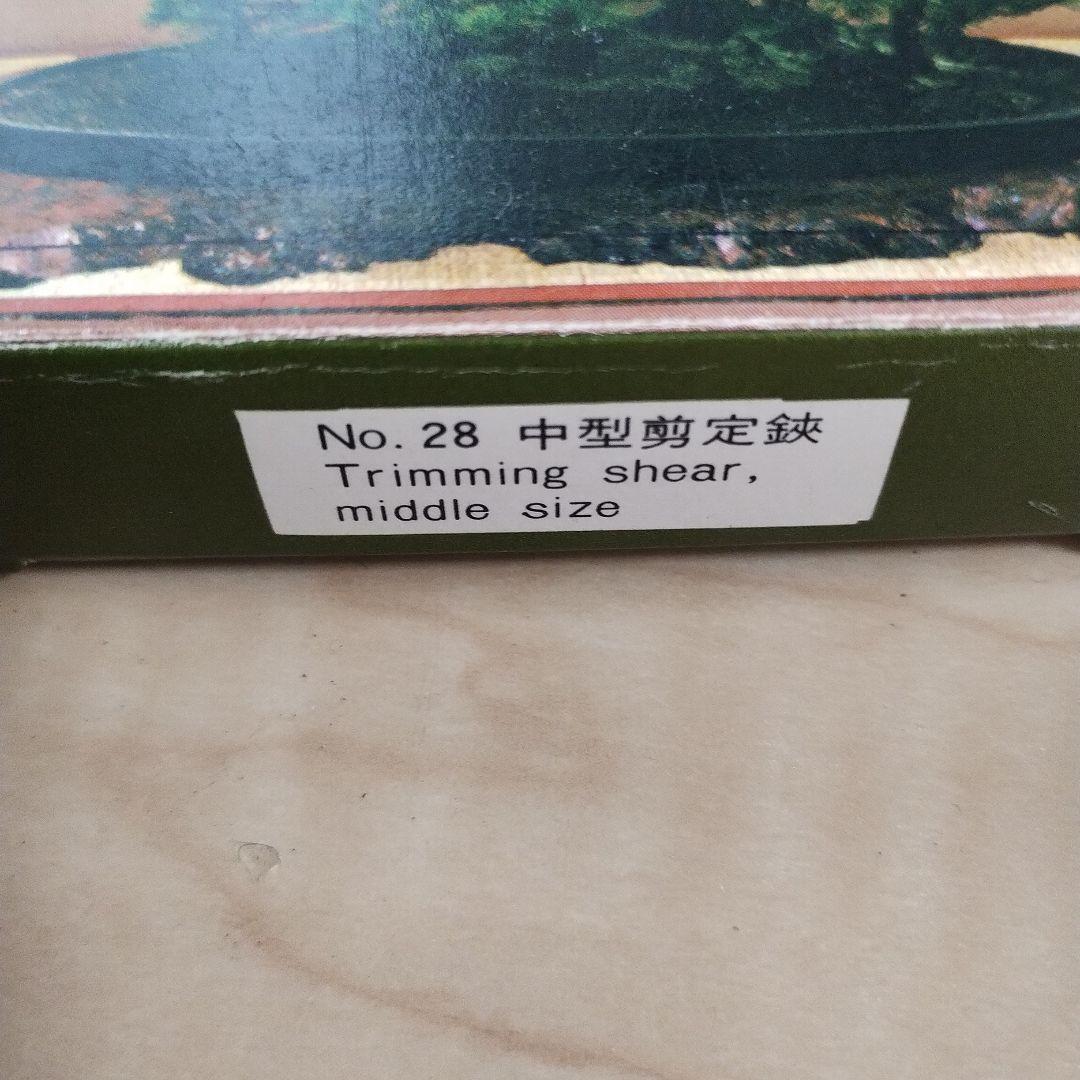 No. 28 中型剪定鋏
Trimming shear,
middle size